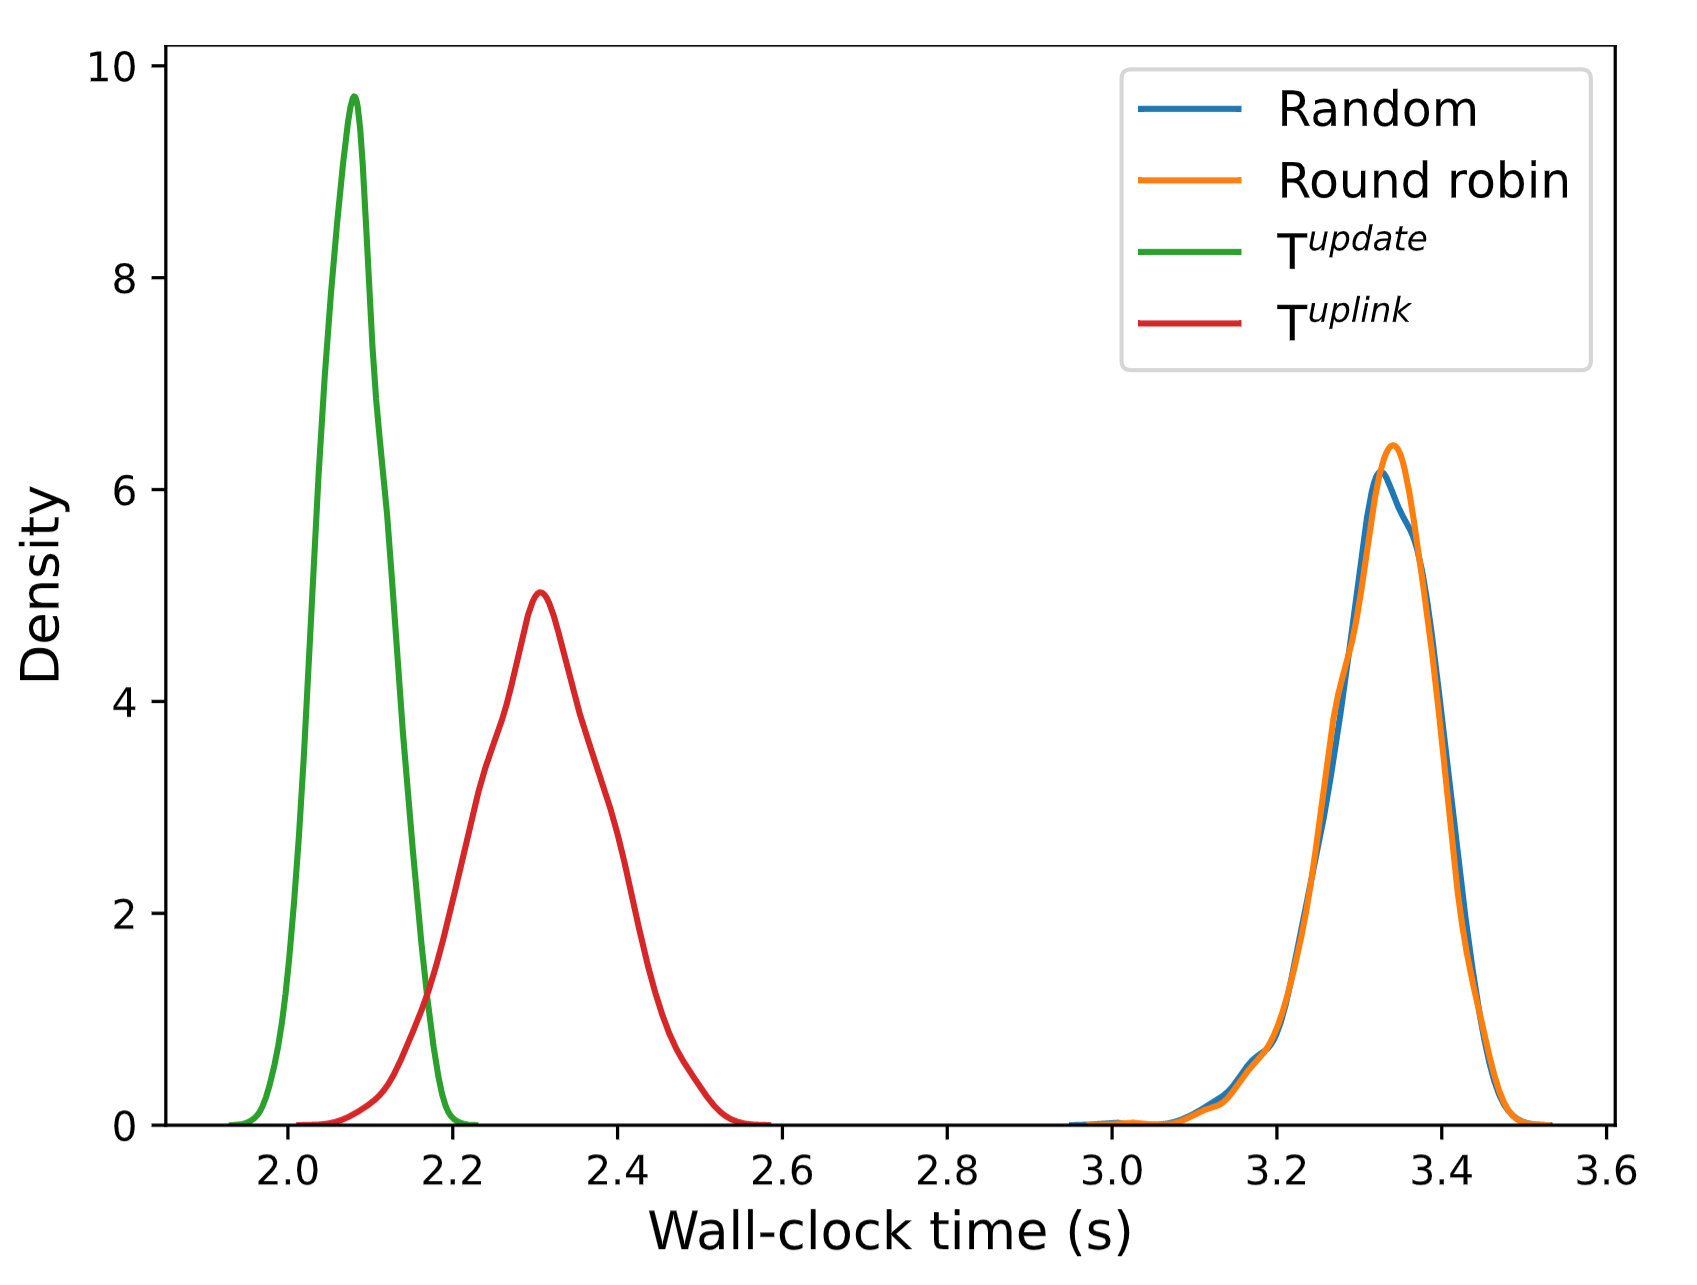 10
8
6
4
2
0
Density
2.0 2.2 2.4 2.6 2.8 3.0 3.2 3.4 3.6
Wall-clock time (s)
Random
Round robin
T^update
T^uplink